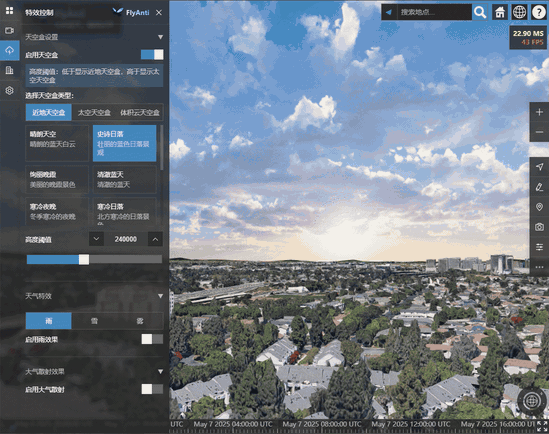 特效控制
FlyAnti
搜索地点...
22.90 MS
43 FPS
天空盒设置
启用天空盒
高度阈值：低于显示近地天空盒，高于显示太
空天空盒
选择天空盒类型:
近地天空盒
太空天空盒
体积云天空盒
晴朗天空
晴朗的蓝天白云
史诗日落
壮丽的蓝色日落景
观
绚丽晚霞
美丽的晚霞景色
清澈蓝天
清澈的蓝天
寒冷夜晚
冬季寒冷的夜晚
寒冷日落
北方寒冷的日落景
色
高度阈值
240000
天气特效
雨
雪
雾
启用雨效果
大气散射效果
启用大气散射
UTC
May 7 2025 04:00:00 UTC
May 7 2025 08:00:00 UTC
May 7 2025 12:00:00 UTC
May 7 2025 16:00:00 UT